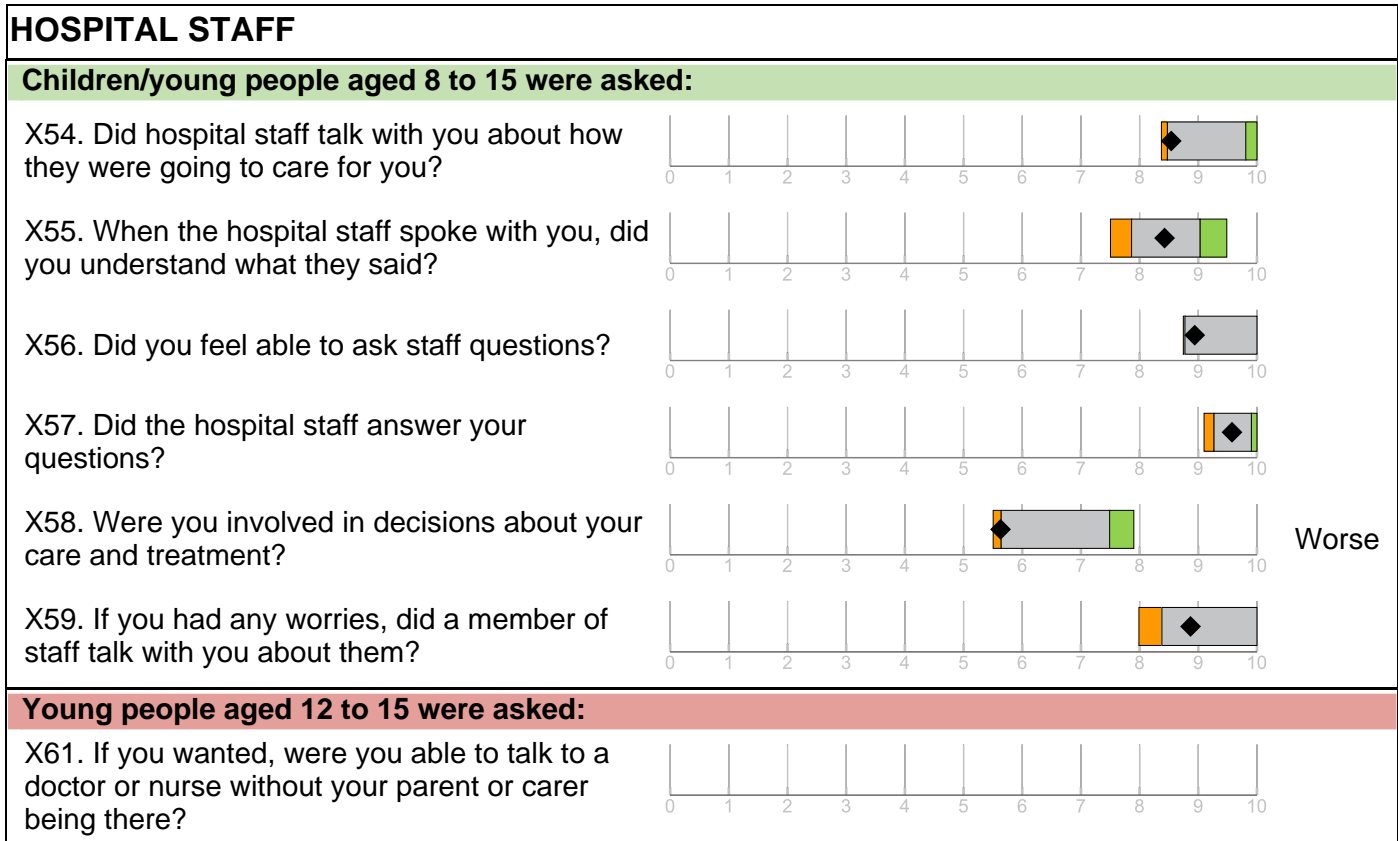 HOSPITAL STAFF
Children/young people aged 8 to 15 were asked:
X54. Did hospital staff talk with you about how
they were going to care for you?
0 1 2 3 4 5 6 7 8 9 10
X55. When the hospital staff spoke with you, did
you understand what they said?
0 1 2 3 4 5 6 7 8 9 10
X56. Did you feel able to ask staff questions?
0 1 2 3 4 5 6 7 8 9 10
X57. Did the hospital staff answer your
questions?
0 1 2 3 4 5 6 7 8 9 10
X58. Were you involved in decisions about your
care and treatment?
Worse
0 1 2 3 4 5 6 7 8 9 10
X59. If you had any worries, did a member of
staff talk with you about them?
0 1 2 3 4 5 6 7 8 9 10
Young people aged 12 to 15 were asked:
X61. If you wanted, were you able to talk to a
doctor or nurse without your parent or carer
being there?
0 1 2 3 4 5 6 7 8 9 10